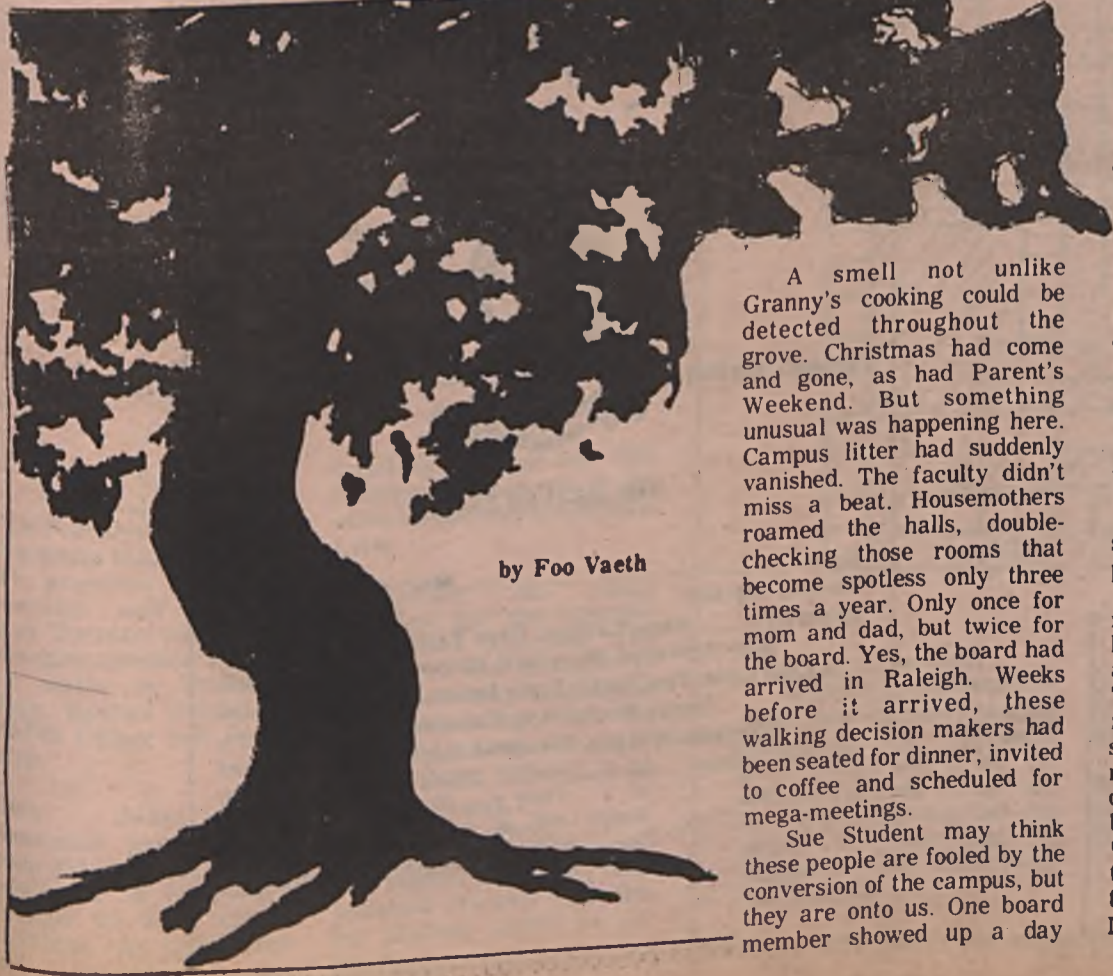 by Foo Vaeth
A smell not unlike
Granny's cooking could be
detected throughout the
grove. Christmas had come
and gone, as had Parent's
Weekend. But something
unusual was happening here.
Campus litter had suddenly
vanished. The faculty didn't
miss a beat. Housemothers
roamed the halls, double-
checking those rooms that
become spotless only three
times a year. Only once for
mom and dad, but twice for
the board. Yes, the board had
arrived in Raleigh. Weeks
before it arrived, these
walking decision makers had
been seated for dinner, invited
to coffee and scheduled for
mega-meetings.
Sue Student may think
these people are fooled by the
conversion of the campus, but
they are onto us. One board
member showed up a day